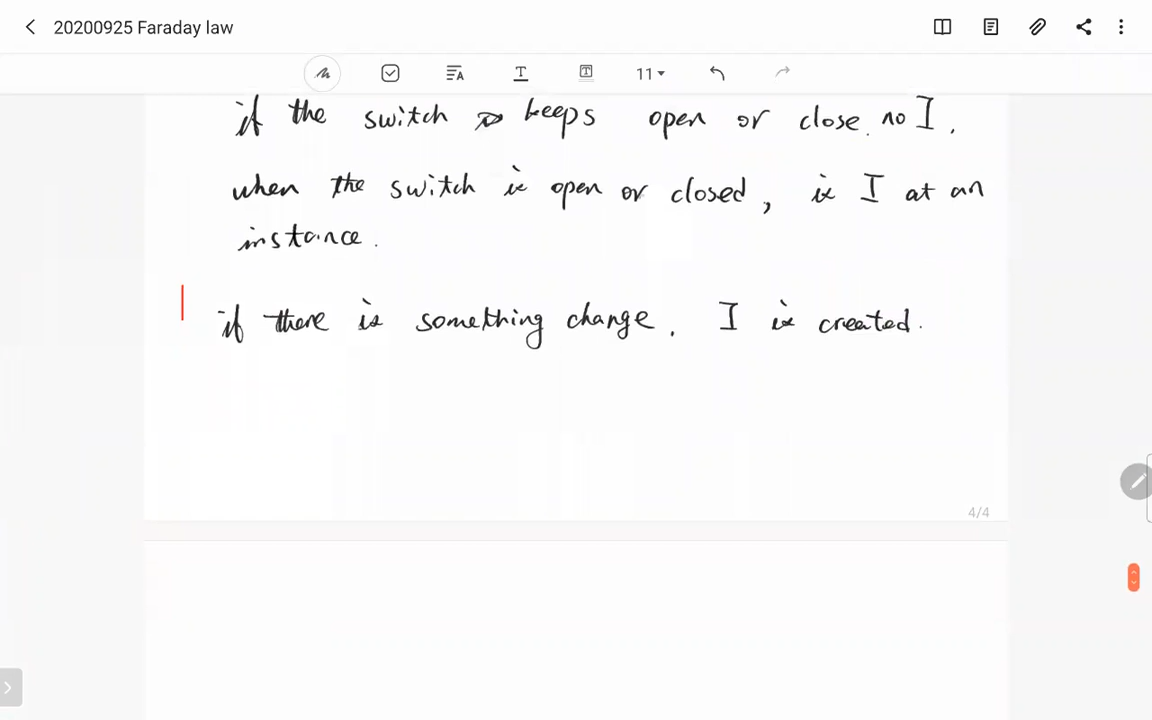 20200925 Faraday law
11
if the switch keeps open or close. no I.
when the switch is open or closed, is I at an
instance.
if there is something change. I is created.
4/4